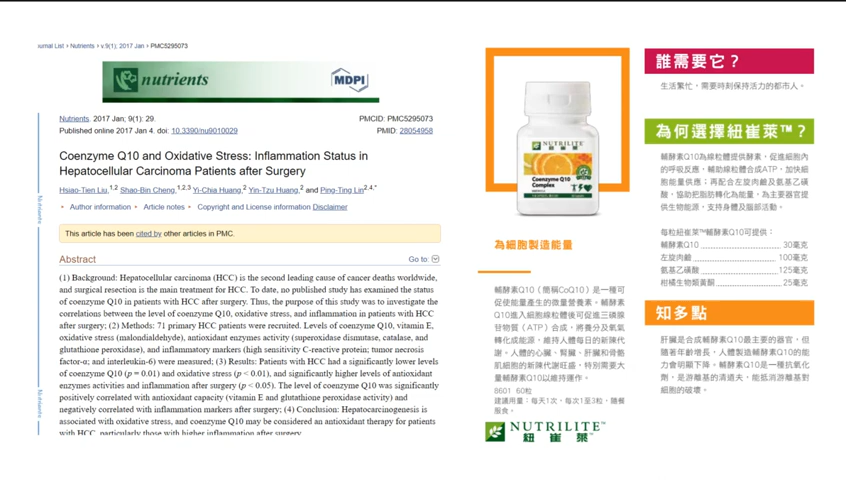 urnal List > Nutrients > v.9(1); 2017 Jan > PMC5295073
nutrients
MDPI
Nutrients. 2017 Jan; 9(1): 29.
PMCID: PMC5295073
Published online 2017 Jan 4. doi: 10.3390/nu9010029
PMID: 28054958
Coenzyme Q10 and Oxidative Stress: Inflammation Status in
Hepatocellular Carcinoma Patients after Surgery
Hsiao-Tien Liu,1,2 Shao-Bin Cheng,1,2,3 Yi-Chia Huang,2 Yin-Tzu Huang,2 and Ping-Ting Lin2,4,*
Author information Article notes Copyright and License information Disclaimer
This article has been cited by other articles in PMC.
Abstract
Go to:
(1) Background: Hepatocellular carcinoma (HCC) is the second leading cause of cancer deaths worldwide,
and surgical resection is the main treatment for HCC. To date, no published study has examined the status
of coenzyme Q10 in patients with HCC after surgery. Thus, the purpose of this study was to investigate the
correlations between the level of coenzyme Q10, oxidative stress, and inflammation in patients with HCC
after surgery; (2) Methods: 71 primary HCC patients were recruited. Levels of coenzyme Q10, vitamin E,
oxidative stress (malondialdehyde), antioxidant enzymes activity (superoxidase dismutase, catalase, and
glutathione peroxidase), and inflammatory markers (high sensitivity C-reactive protein; tumor necrosis
factor-α; and interleukin-6) were measured; (3) Results: Patients with HCC had a significantly lower levels
of coenzyme Q10 (p = 0.01) and oxidative stress (p < 0.01), and significantly higher levels of antioxidant
enzymes activities and inflammation after surgery (p < 0.05). The level of coenzyme Q10 was significantly
positively correlated with antioxidant capacity (vitamin E and glutathione peroxidase activity) and
negatively correlated with inflammation markers after surgery; (4) Conclusion: Hepatocarcinogenesis is
associated with oxidative stress, and coenzyme Q10 may be considered an antioxidant therapy for patients
with HCC, particularly those with higher inflammation after surgery.
Nutrients
Nutrients
NUTRILITE
Coenzyme Q10
Complex
為細胞製造能量
輔酵素Q10（簡稱CoQ10）是一種可
促使能量產生的微量營養素。輔酵素
Q10進入細胞線粒體後可促進三磷腺
苷物質（ATP）合成，將養分及氧氣
轉化成能源，維持人體每日的新陳代
謝。人體的心臟、腎臟、肝臟和骨骼
肌細胞的新陳代謝旺盛，特別需要大
量輔酵素Q10以維持運作。
8601 60粒
建議用量：每天1次，每次1至3粒，隨餐
服食。
NUTRILITE™
紐崔萊™
誰需要它？
生活繁忙，需要時刻保持活力的都市人。
為何選擇紐崔萊™？
輔酵素Q10為線粒體提供酵素，促進細胞內
的呼吸反應，輔助線粒體合成ATP，加快細
胞能量供應；再配合左旋肉鹼及氨基乙磺
酸，協助把脂肪轉化為能量，為主要器官提
供生物能源，支持身體及腦部活動。
每粒紐崔萊™輔酵素Q10可提供：
輔酵素Q10 30毫克
左旋肉鹼 100毫克
氨基乙磺酸 125毫克
柑橘生物類黃酮 25毫克
知多點
肝臟是合成輔酵素Q10最主要的器官，但
隨著年齡增長，人體製造輔酵素Q10的能
力會明顯下降。輔酵素Q10是一種抗氧化
劑，是游離基的清道夫，能抵消游離基對
細胞的破壞。